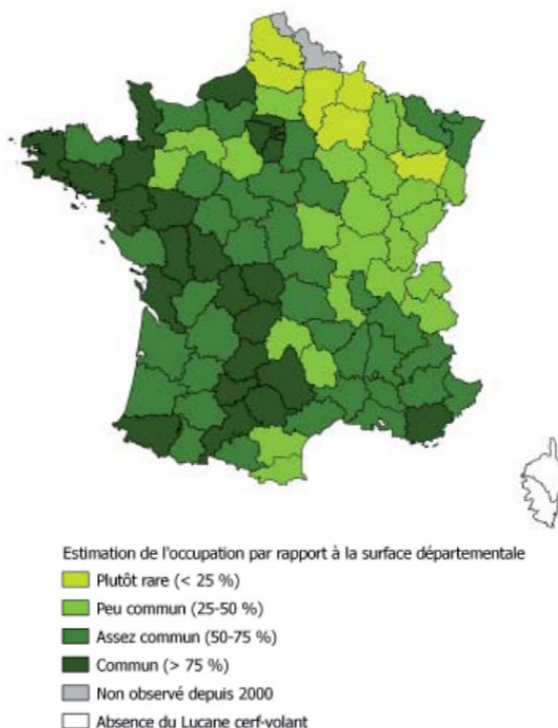 Estimation de l'occupation par rapport à la surface départementale
Plutôt rare (< 25 %)
Peu commun (25-50 %)
Assez commun (50-75 %)
Commun (> 75 %)
Non observé depuis 2000
Absence du Lucane cerf-volant